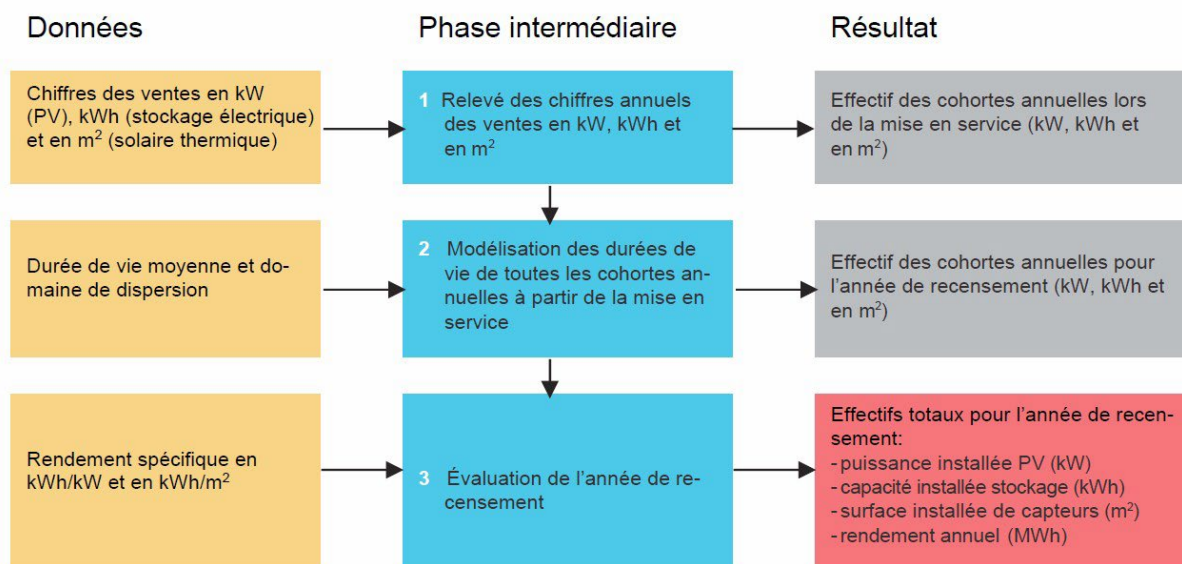 Données
Phase intermédiaire
Résultat
Chiffres des ventes en kW
(PV), kWh (stockage électrique)
et en m² (solaire thermique)
1 Relevé des chiffres annuels
des ventes en kW, kWh et
en m²
Effectif des cohortes annuelles lors
de la mise en service (kW, kWh et
en m²)
Durée de vie moyenne et do-
maine de dispersion
2 Modélisation des durées de
vie de toutes les cohortes an-
nuelles à partir de la mise en
service
Effectif des cohortes annuelles pour
l'année de recensement (kW, kWh et
en m²)
Rendement spécifique en
kWh/kW et en kWh/m²
3 Évaluation de l'année de re-
censement
Effectifs totaux pour l'année de recen-
sement:
- puissance installée PV (kW)
- capacité installée stockage (kWh)
- surface installée de capteurs (m²)
- rendement annuel (MWh)